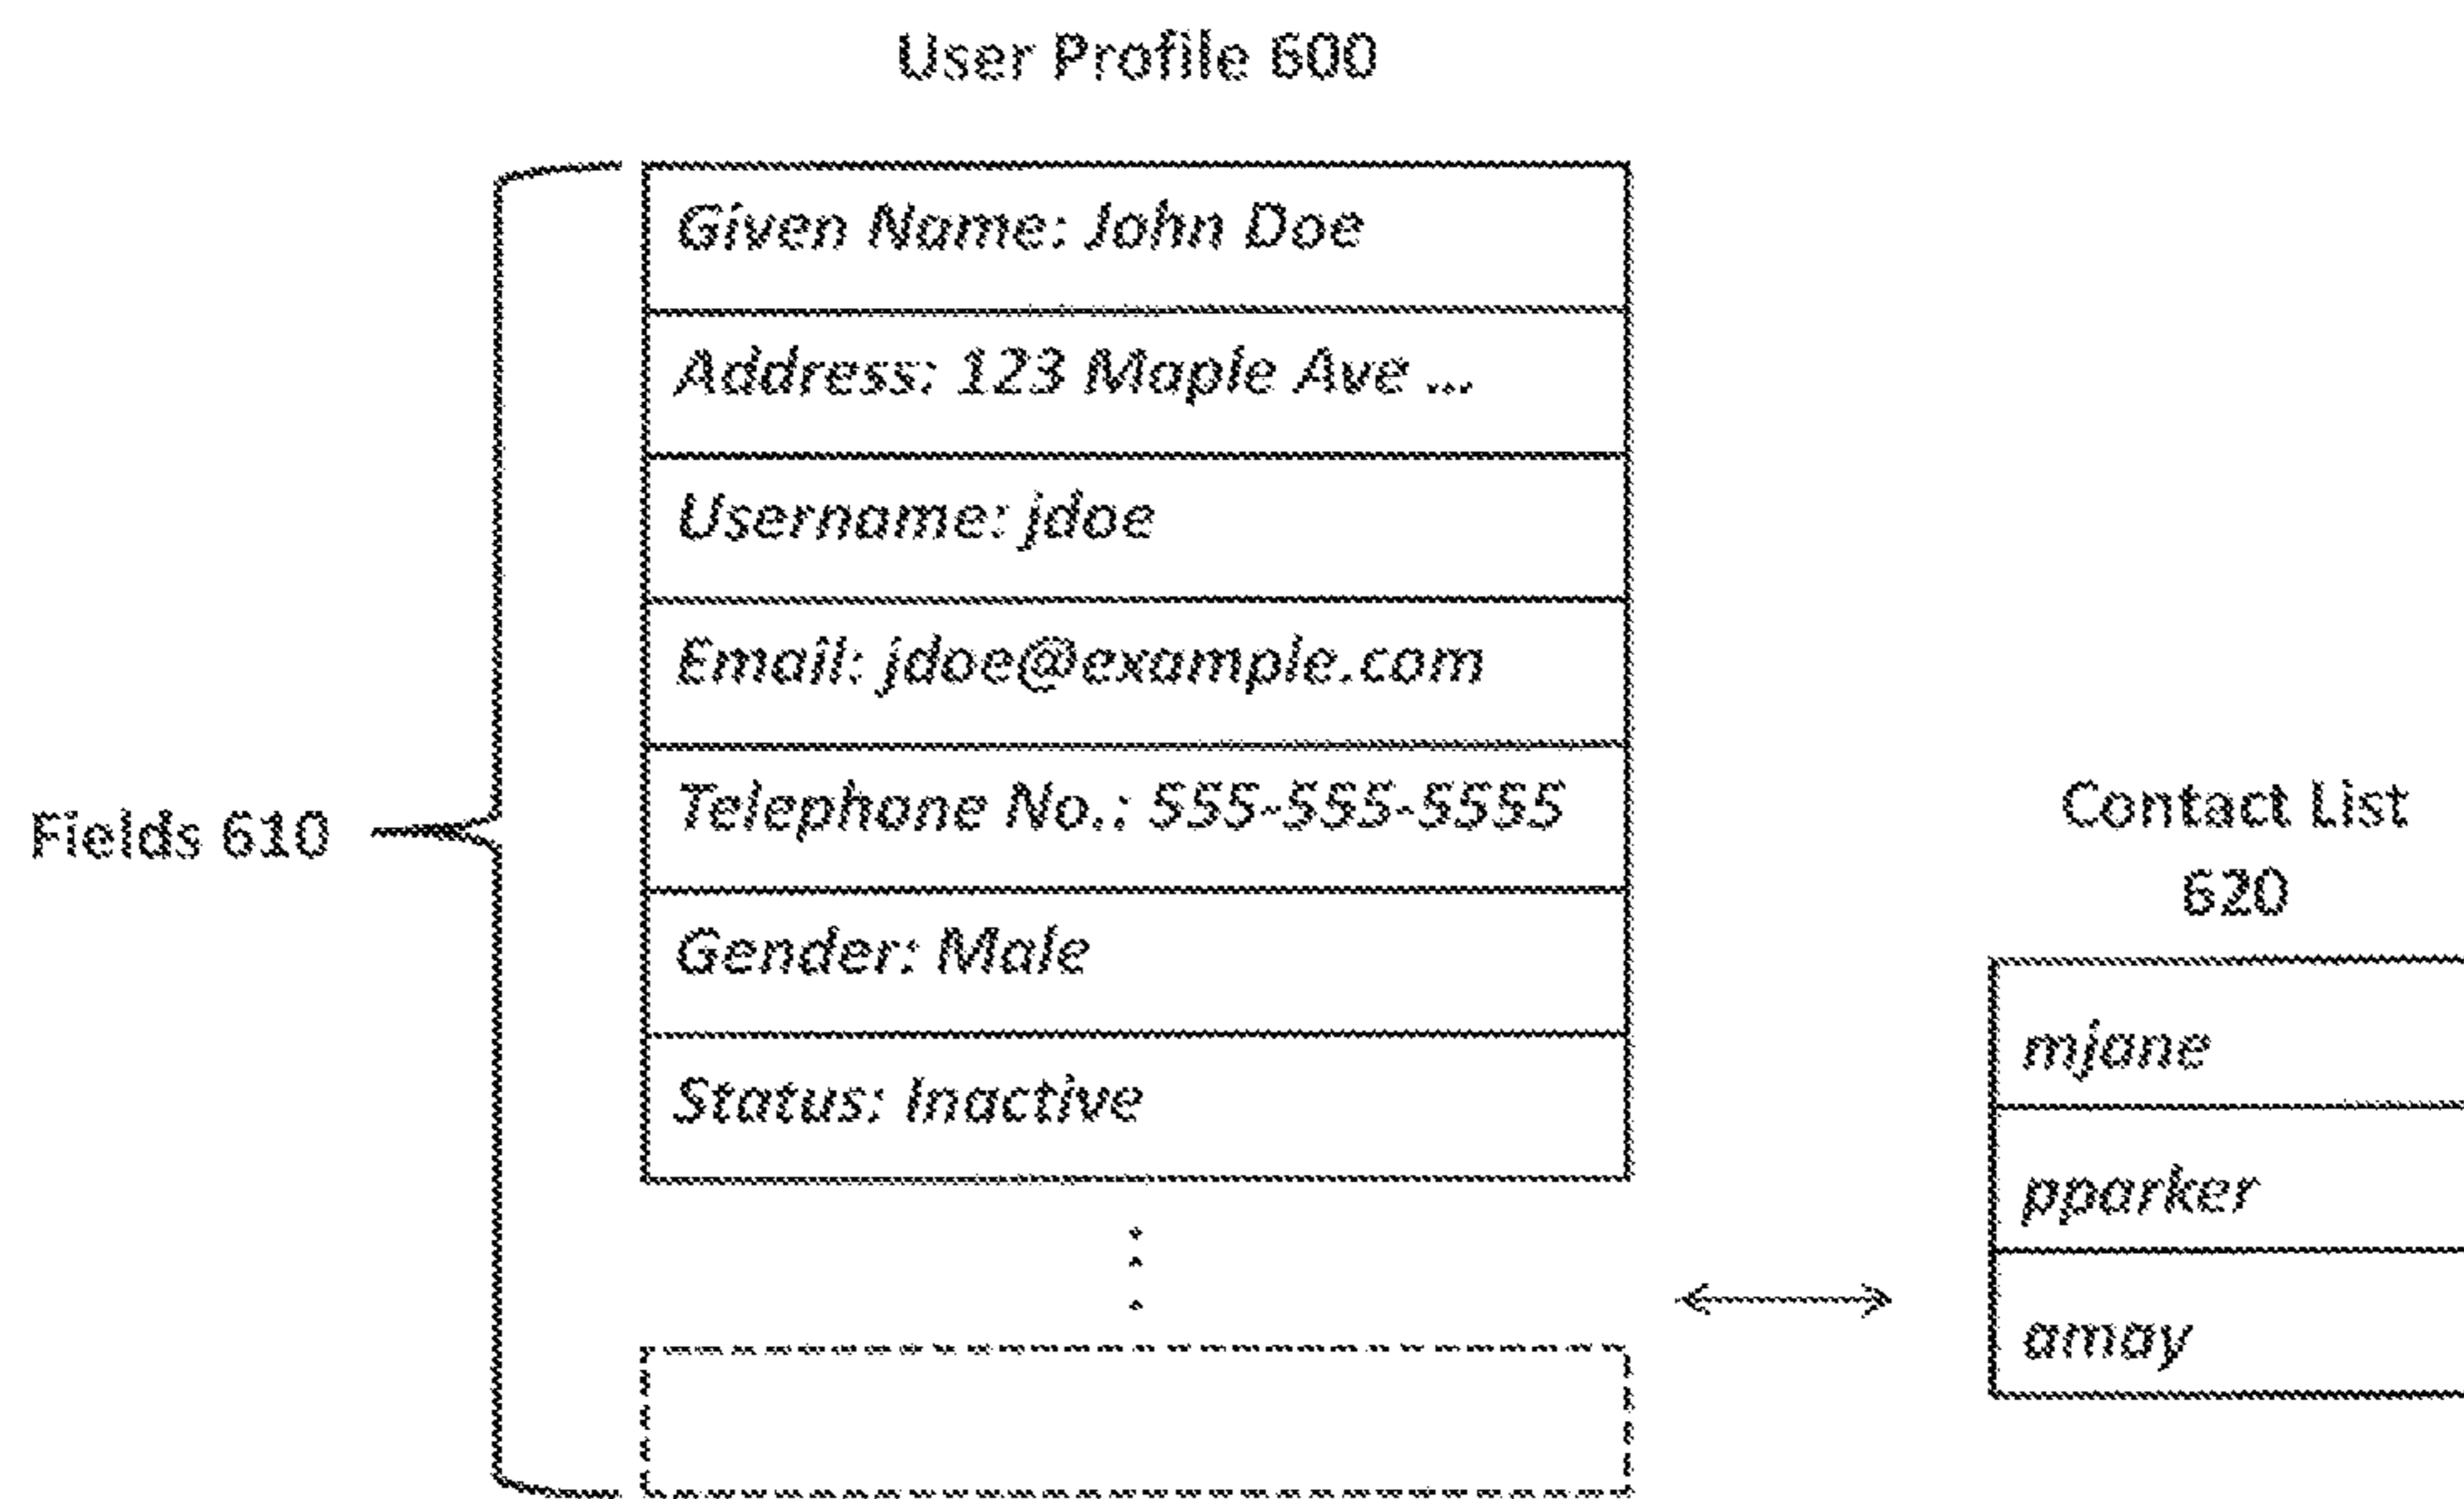 User Profile 600
Given Name: John Doe
Address: 123 Maple Ave ...
Username: jdoe
Email: jdoe@example.com
Telephone No.: 555-555-5555
Gender: Male
Status: Inactive
Fields 610
Contact List
620
mjane
pparker
amay